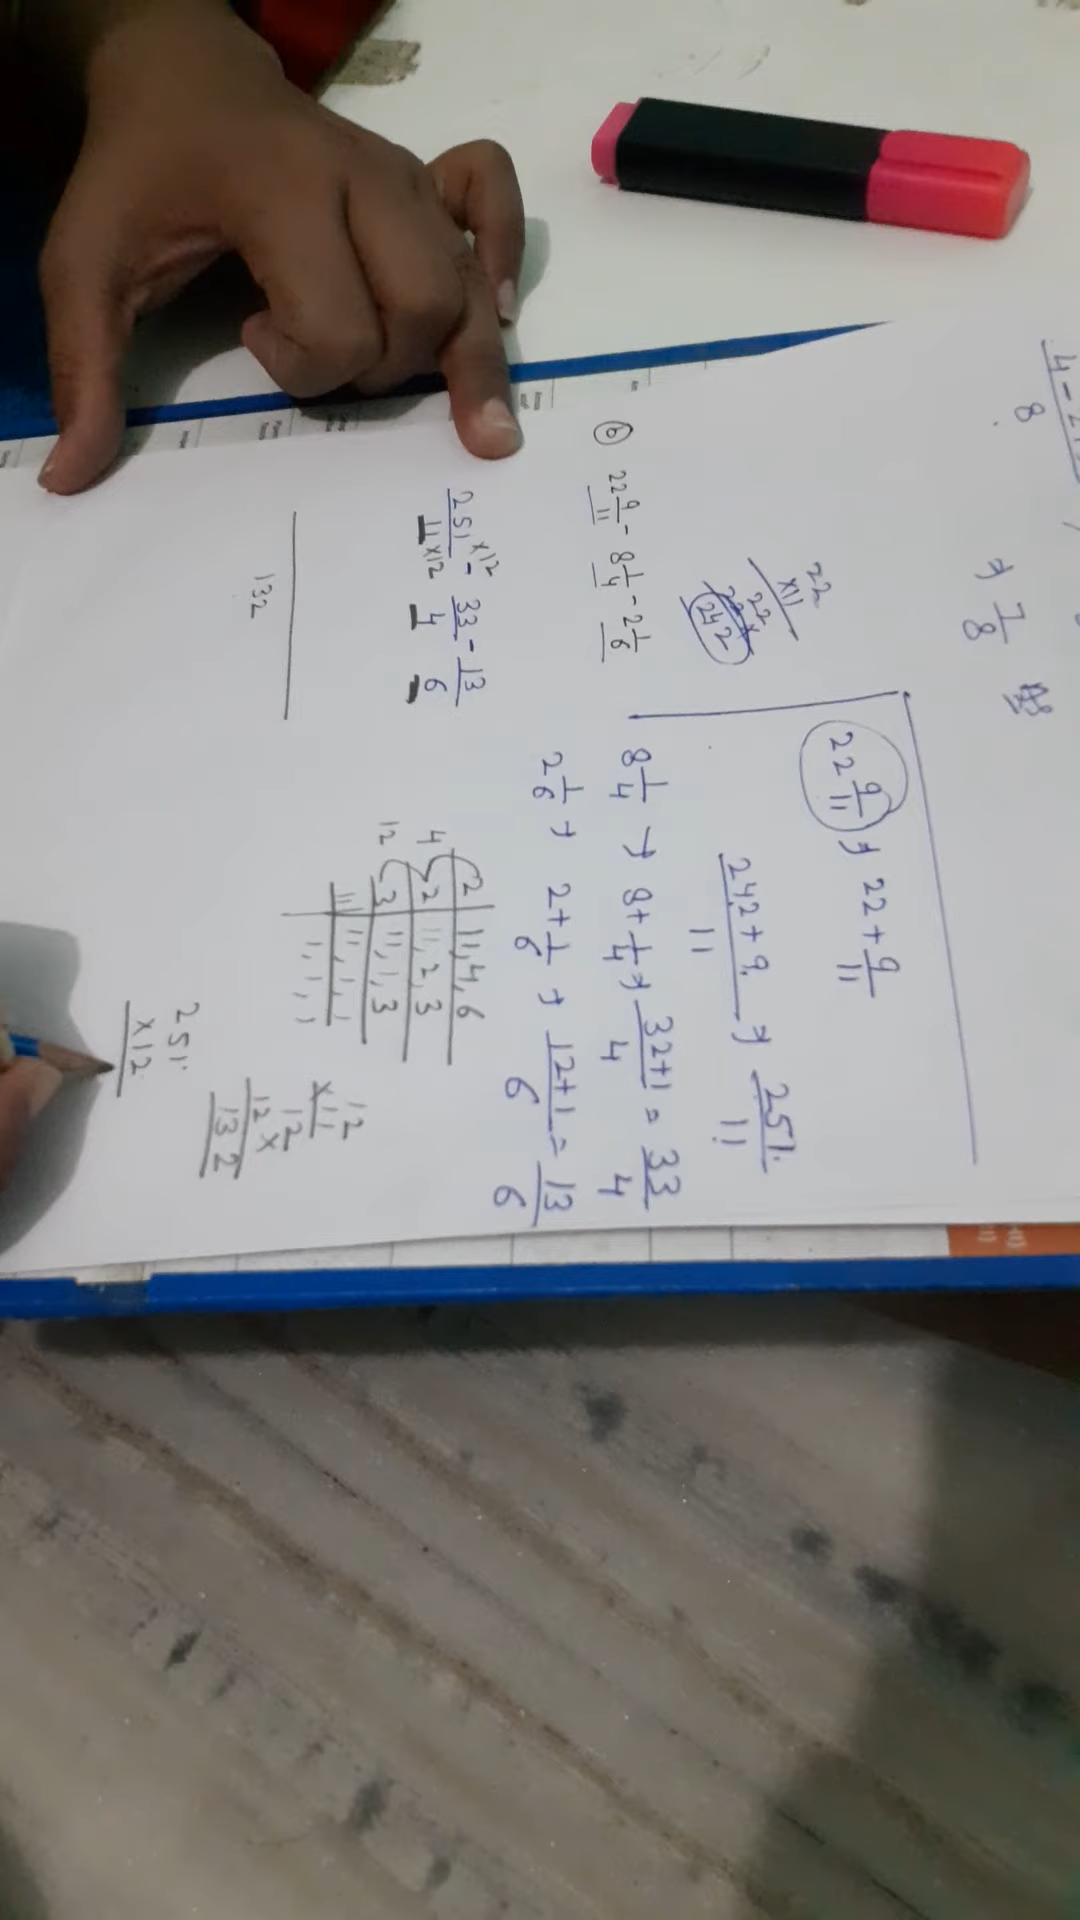 4 - 2
8
→ 7/8 Ans
22
×11
22
22×
242
(b) 22 9/11 - 8 1/4 - 2 1/6
22 9/11 → 22 + 9/11
242 + 9/11 → 251/11
8 1/4 → 8 + 1/4 → 32+1/4 = 33/4
2 1/6 → 2 + 1/6 → 12+1/6 = 13/6
251×12/11×12 - 33/4 - 13/6
132
2 | 11, 4, 6
4 2 | 11, 2, 3
12 3 | 11, 1, 3
11 | 11, 1, 1
1, 1, 1
12
×11
12
12×
132
251
×12